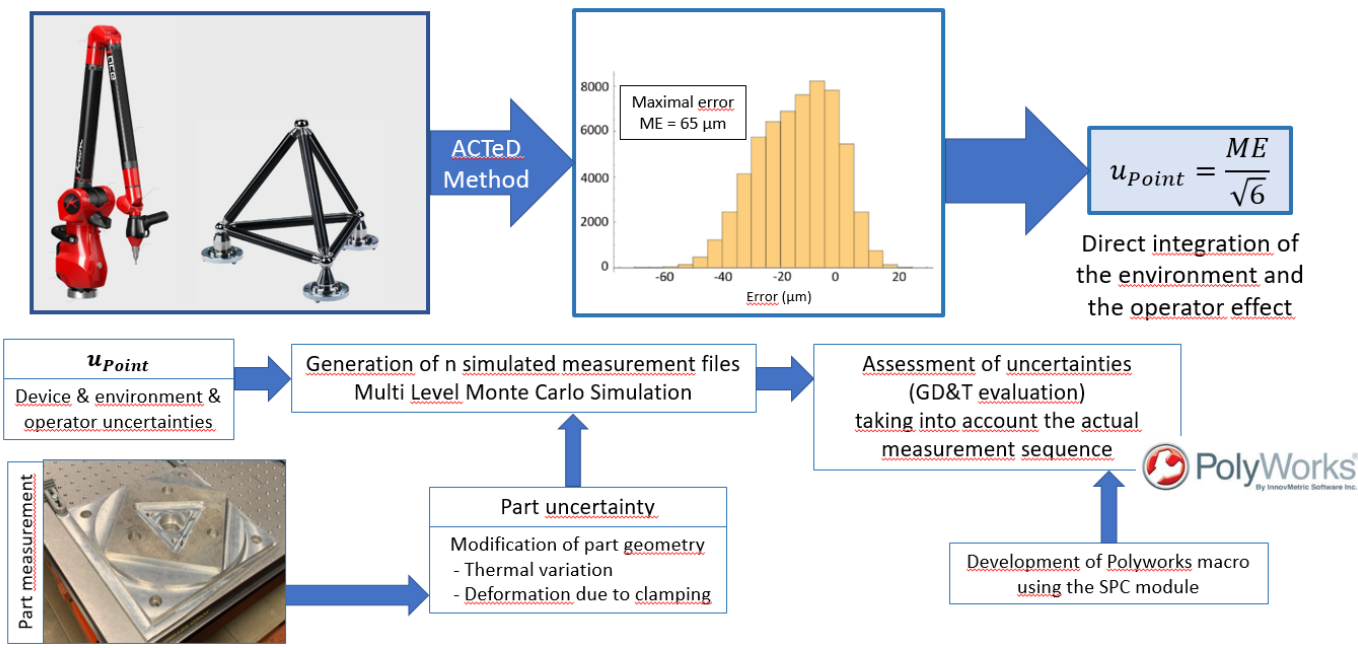 ACTeD
Method
Maximal error
ME = 65 µm
8000
6000
4000
2000
0
-60
-40
-20
0
20
Error (µm)
u_Point = ME / √6
Direct integration of
the environment and
the operator effect
u_Point
Device & environment &
operator uncertainties
Generation of n simulated measurement files
Multi Level Monte Carlo Simulation
Assessment of uncertainties
(GD&T evaluation)
taking into account the actual
measurement sequence
PolyWorks®
By InnovMetric Software Inc.
Part measurement
Part uncertainty
Modification of part geometry
- Thermal variation
- Deformation due to clamping
Development of Polyworks macro
using the SPC module